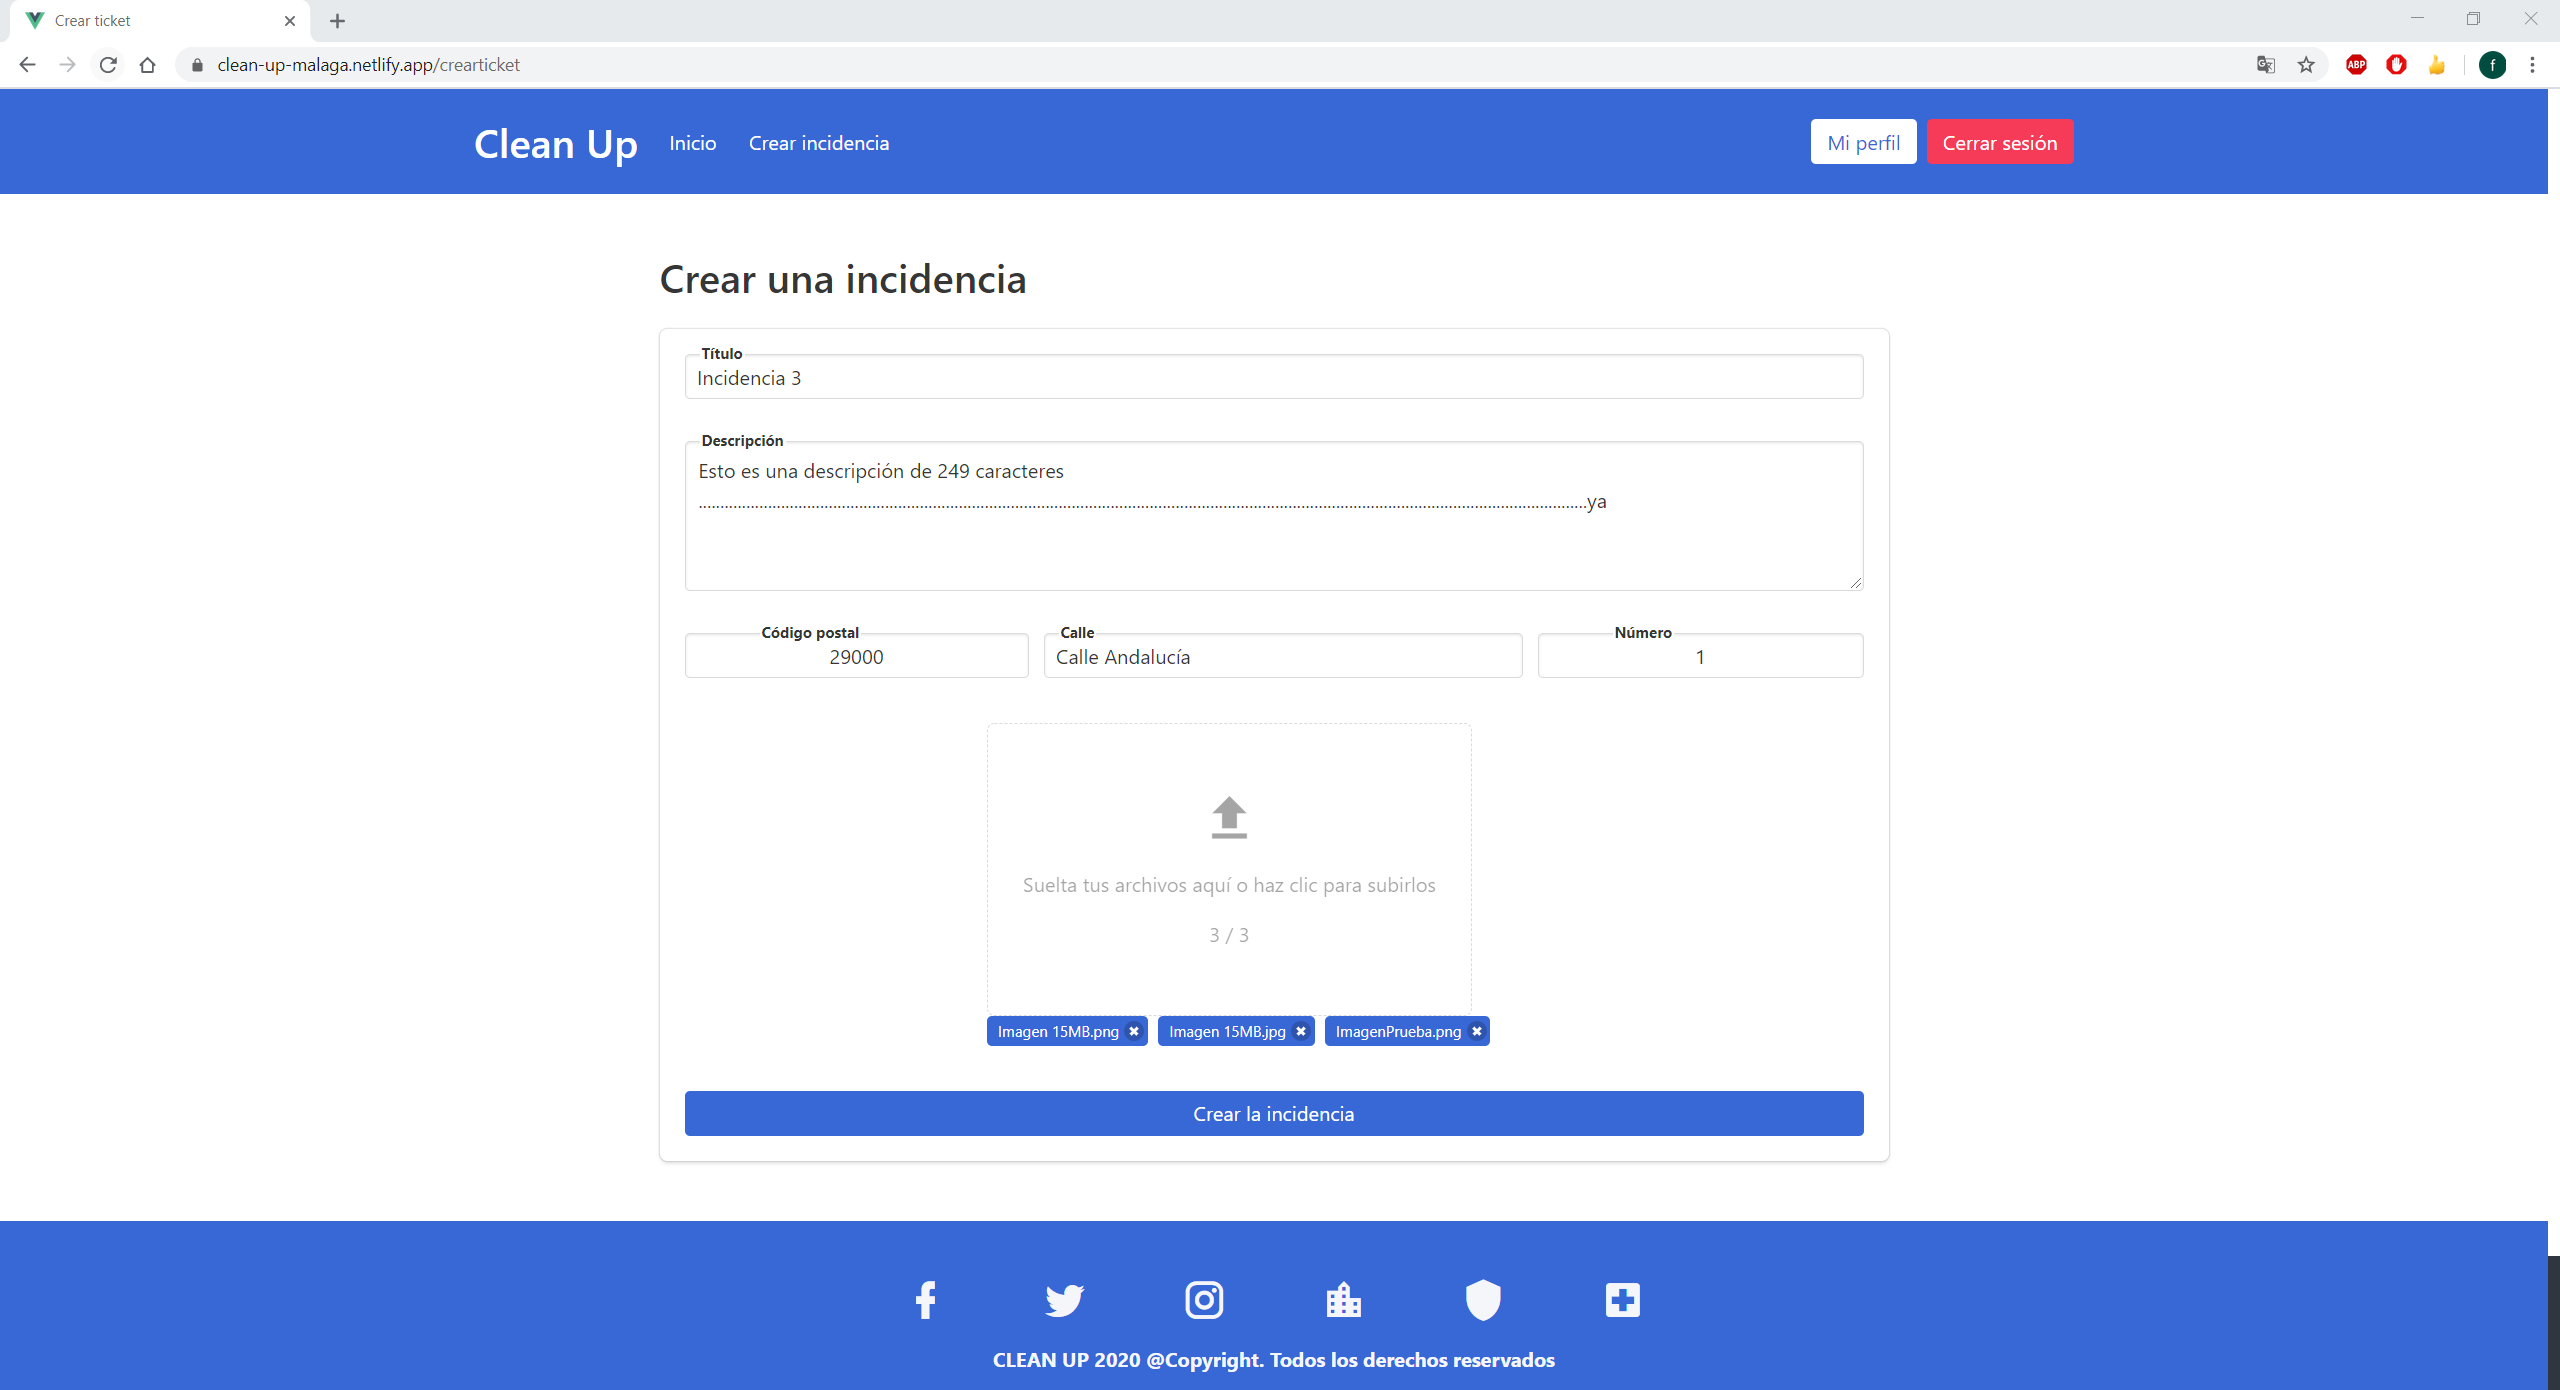 Crear ticket
clean-up-malaga.netlify.app/crearticket
ABP
f
Clean Up
Inicio
Crear incidencia
Mi perfil
Cerrar sesión
Crear una incidencia
Título
Incidencia 3
Descripción
Esto es una descripción de 249 caracteres
................................................................................................................................................................................................................ya
Código postal
29000
Calle
Calle Andalucía
Número
1
Suelta tus archivos aquí o haz clic para subirlos
3 / 3
Imagen 15MB.png
Imagen 15MB.jpg
ImagenPrueba.png
Crear la incidencia
CLEAN UP 2020 @Copyright. Todos los derechos reservados